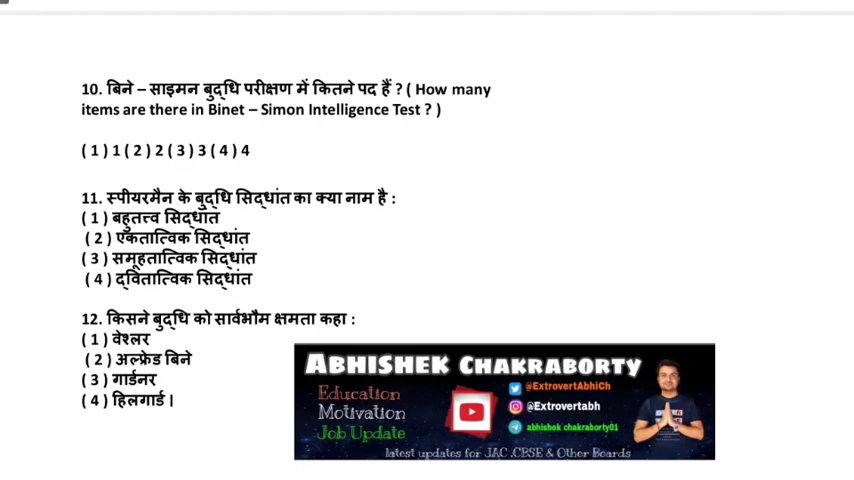 10. बिने – साइमन बुद्धि परीक्षण में कितने पद हैं ? ( How many
items are there in Binet – Simon Intelligence Test ? )
( 1 ) 1 ( 2 ) 2 ( 3 ) 3 ( 4 ) 4
11. स्पीयरमैन के बुद्धि सिद्धांत का क्या नाम है :
( 1 ) बहुतत्त्व सिद्धांत
( 2 ) एकतात्विक सिद्धांत
( 3 ) समूहतात्विक सिद्धांत
( 4 ) द्वितात्विक सिद्धांत
12. किसने बुद्धि को सार्वभौम क्षमता कहा :
( 1 ) वेश्लर
( 2 ) अल्फ्रेड बिने
( 3 ) गार्डनर
( 4 ) हिलगार्ड ।
ABHISHEK CHAKRABORTY
Education
Motivation
Job Update
@ExtrovertAbhiCh
@Extrovertabh
abhishek chakraborty01
latest updates for JAC ,CBSE & Other Boards